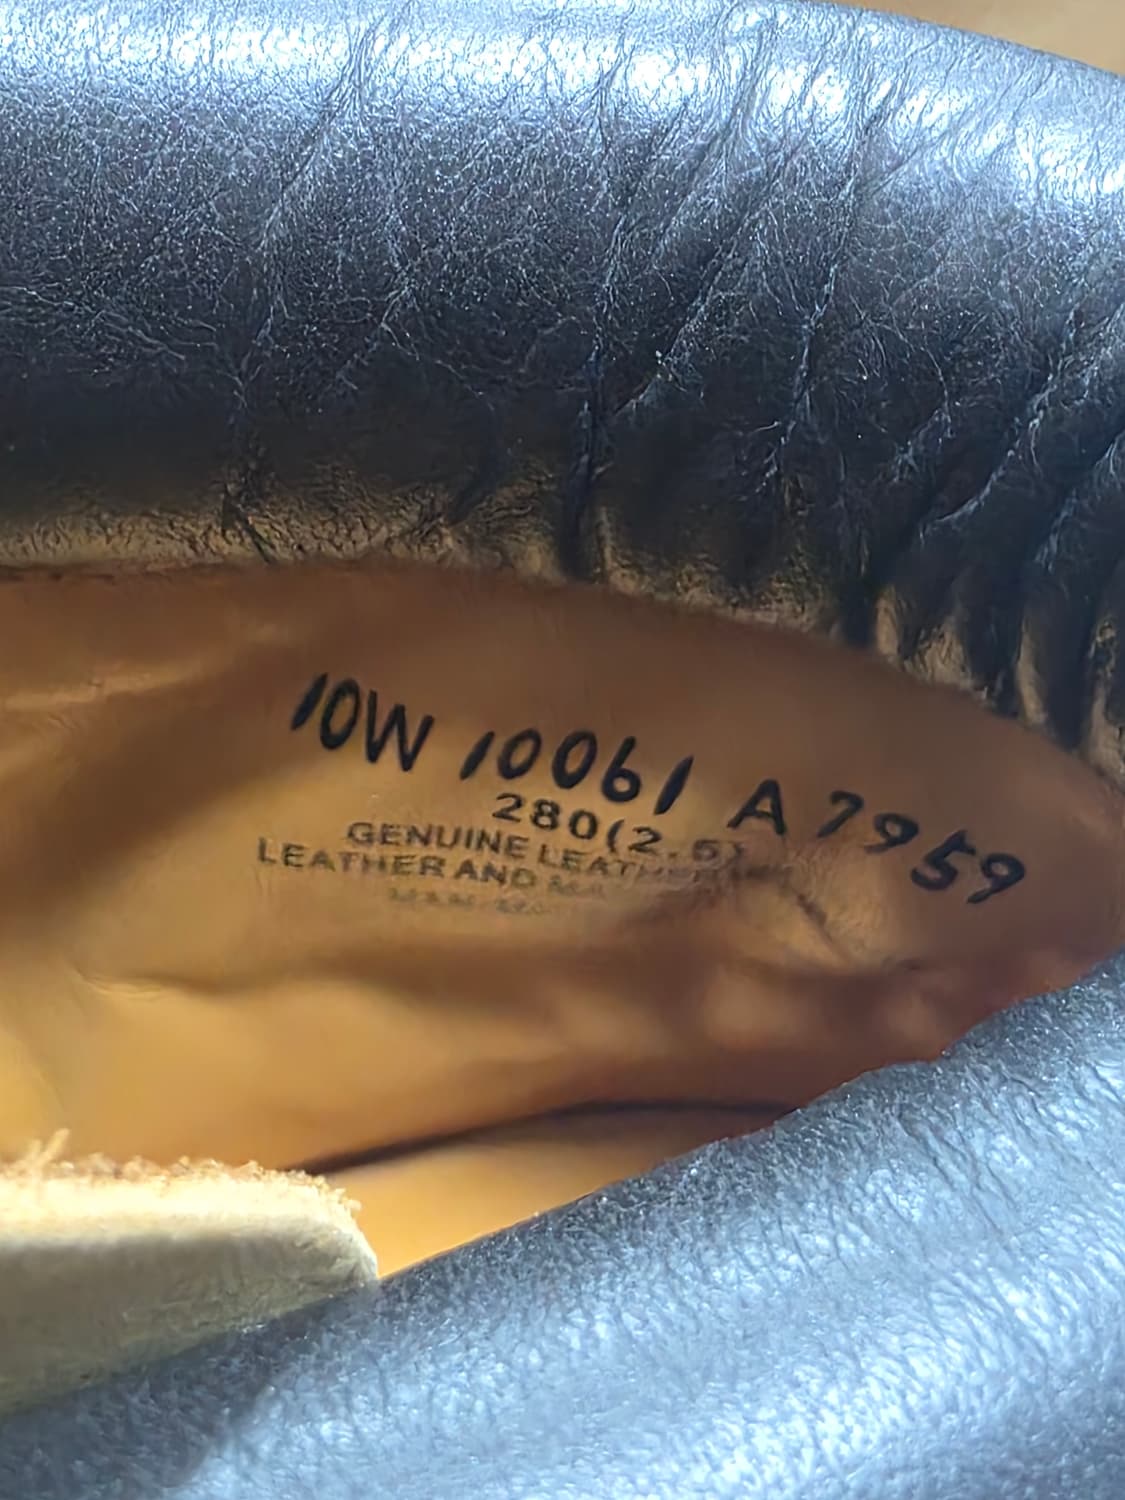 10W 10061 A7959
280(2.5)
GENUINE LEATHER
LEATHER AND